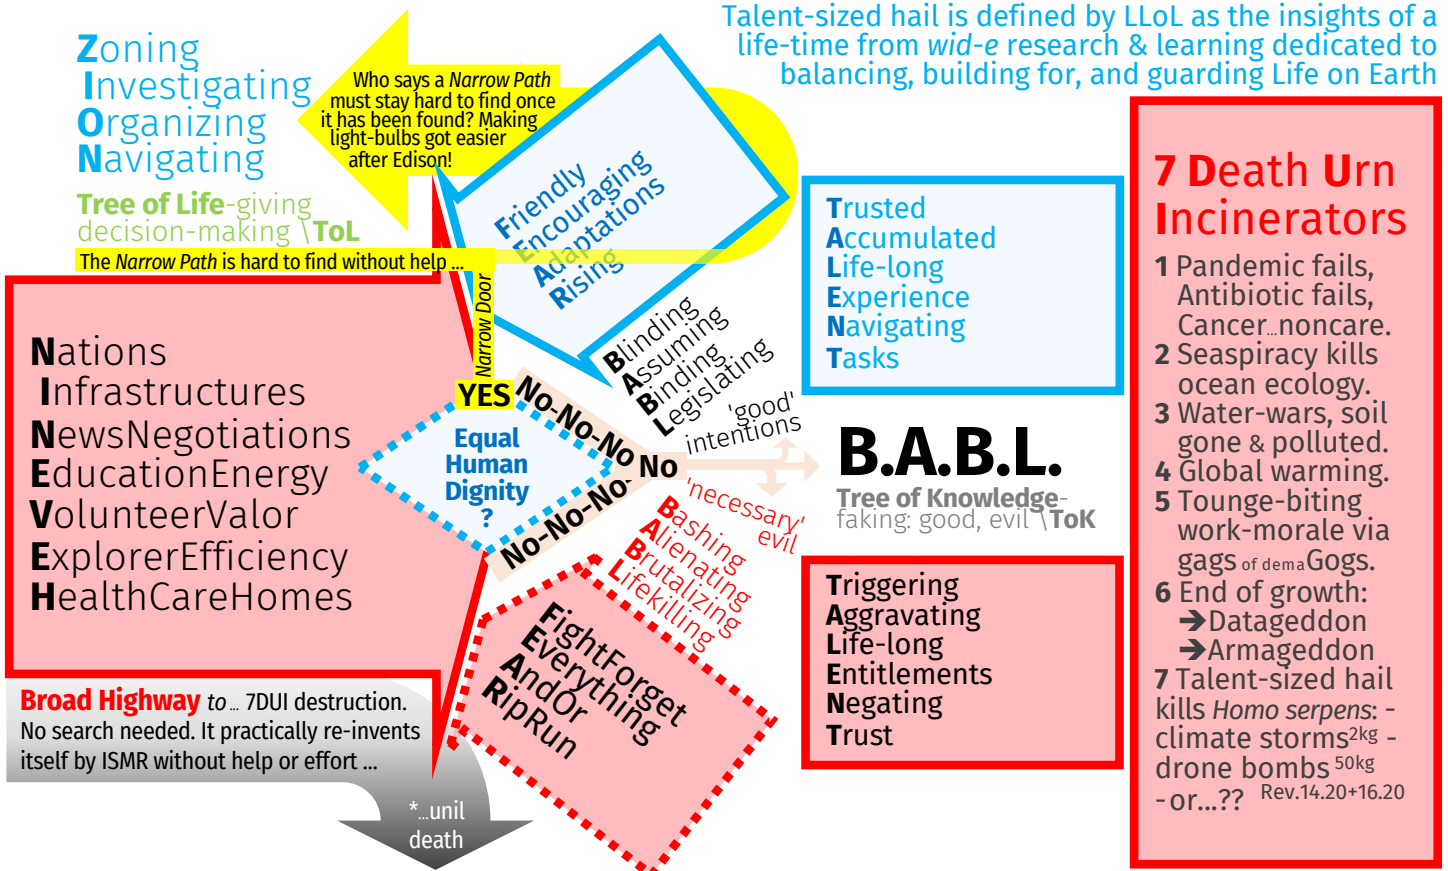 Talent-sized hail is defined by LLoL as the insights of a
life-time from wid-e research & learning dedicated to
balancing, building for, and guarding Life on Earth
Zoning
Investigating
Organizing
Navigating
Tree of Life-giving
decision-making \ToL
The Narrow Path is hard to find without help ...
Who says a Narrow Path
must stay hard to find once
it has been found? Making
light-bulbs got easier
after Edison!
Friendly
Encouraging
Adaptations
Rising
Narrow Door
YES
Nations
Infrastructures
NewsNegotiations
EducationEnergy
VolunteerValor
ExplorerEfficiency
HealthCareHomes
Equal
Human
Dignity
?
No-No-No-No
No
No-No-No-No-
Blinding
Assuming
Binding
Legislating
'good'
intentions
'necessary'
evil
Bashing
Alienating
Brutalizing
Lifekilling
FightForget
Everything
AndOr
RipRun
Broad Highway to... 7DUI destruction.
No search needed. It practically re-invents
itself by ISMR without help or effort ...
*...unil
death
Trusted
Accumulated
Life-long
Experience
Navigating
Tasks
B.A.B.L.
Tree of Knowledge-
faking: good, evil \ToK
Triggering
Aggravating
Life-long
Entitlements
Negating
Trust
7 Death Urn
Incinerators
1 Pandemic fails,
Antibiotic fails,
Cancer...noncare.
2 Seaspiracy kills
ocean ecology.
3 Water-wars, soil
gone & polluted.
4 Global warming.
5 Tounge-biting
work-morale via
gags of demaGogs.
6 End of growth:
➔Datageddon
➔Armageddon
7 Talent-sized hail
kills Homo serpens: -
climate storms 2kg -
drone bombs 50kg
-or...?? Rev.14.20+16.20